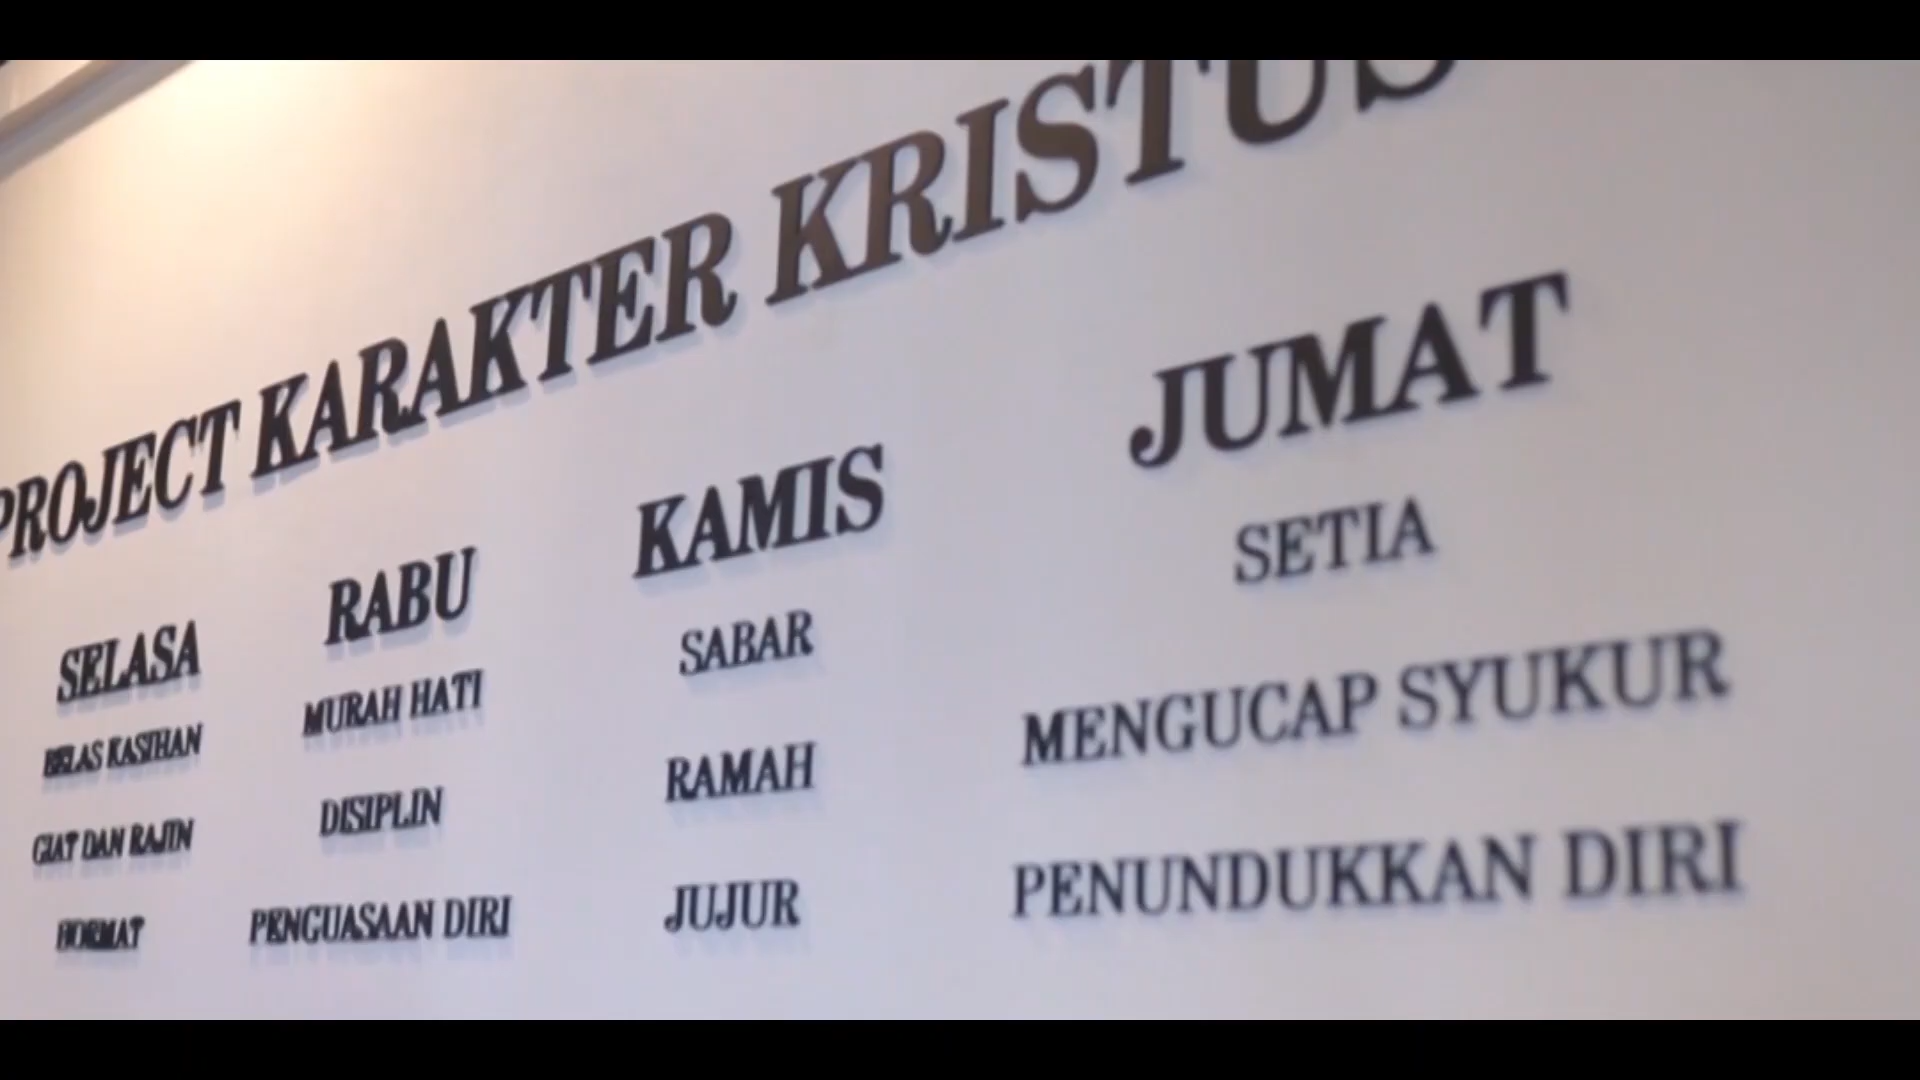 PROJECT KARAKTER KRISTUS
SELASA
BELAS KASIHAN
GIAT DAN RAJIN
HORMAT
RABU
MURAH HATI
DISIPLIN
PENGUASAAN DIRI
KAMIS
SABAR
RAMAH
JUJUR
JUMAT
SETIA
MENGUCAP SYUKUR
PENUNDUKKAN DIRI